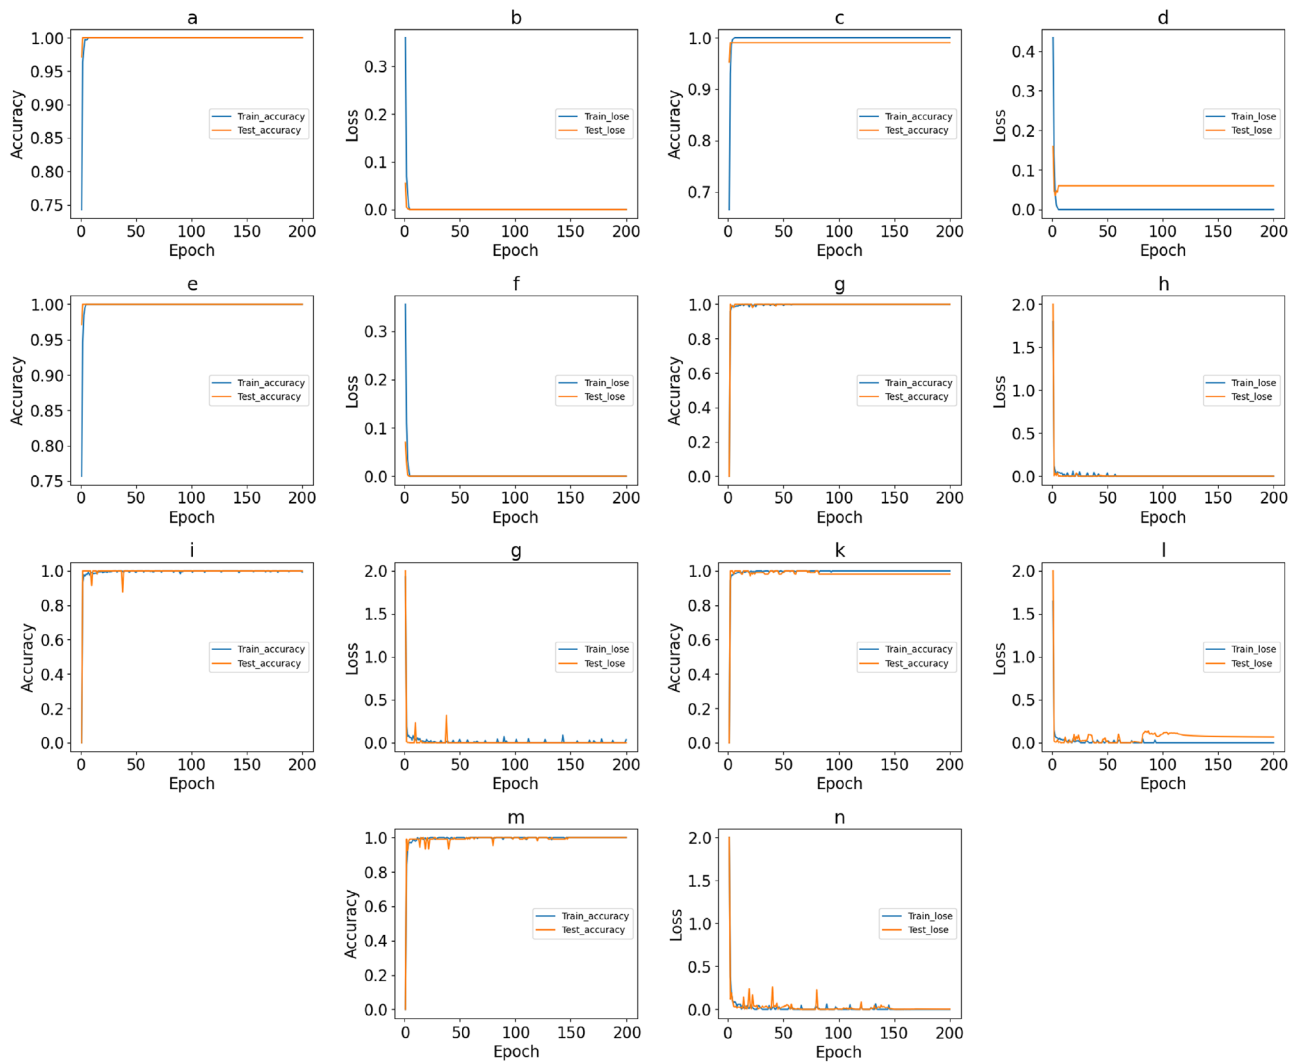 a
b
c
d
1.00
0.95
0.90
0.85
0.80
0.75
Accuracy
Train_accuracy
Test_accuracy
0 50 100 150 200
Epoch
0.3
0.2
0.1
0.0
Loss
Train_lose
Test_lose
0 50 100 150 200
Epoch
1.0
0.9
0.8
0.7
Accuracy
Train_accuracy
Test_accuracy
0 50 100 150 200
Epoch
0.4
0.3
0.2
0.1
0.0
Loss
Train_lose
Test_lose
0 50 100 150 200
Epoch
e
f
g
h
1.00
0.95
0.90
0.85
0.80
0.75
Accuracy
Train_accuracy
Test_accuracy
0 50 100 150 200
Epoch
0.3
0.2
0.1
0.0
Loss
Train_lose
Test_lose
0 50 100 150 200
Epoch
1.0
0.8
0.6
0.4
0.2
0.0
Accuracy
Train_accuracy
Test_accuracy
0 50 100 150 200
Epoch
2.0
1.5
1.0
0.5
0.0
Loss
Train_lose
Test_lose
0 50 100 150 200
Epoch
i
g
k
l
1.0
0.8
0.6
0.4
0.2
0.0
Accuracy
Train_accuracy
Test_accuracy
0 50 100 150 200
Epoch
2.0
1.5
1.0
0.5
0.0
Loss
Train_lose
Test_lose
0 50 100 150 200
Epoch
1.0
0.8
0.6
0.4
0.2
0.0
Accuracy
Train_accuracy
Test_accuracy
0 50 100 150 200
Epoch
2.0
1.5
1.0
0.5
0.0
Loss
Train_lose
Test_lose
0 50 100 150 200
Epoch
m
n
1.0
0.8
0.6
0.4
0.2
0.0
Accuracy
Train_accuracy
Test_accuracy
0 50 100 150 200
Epoch
2.0
1.5
1.0
0.5
0.0
Loss
Train_lose
Test_lose
0 50 100 150 200
Epoch